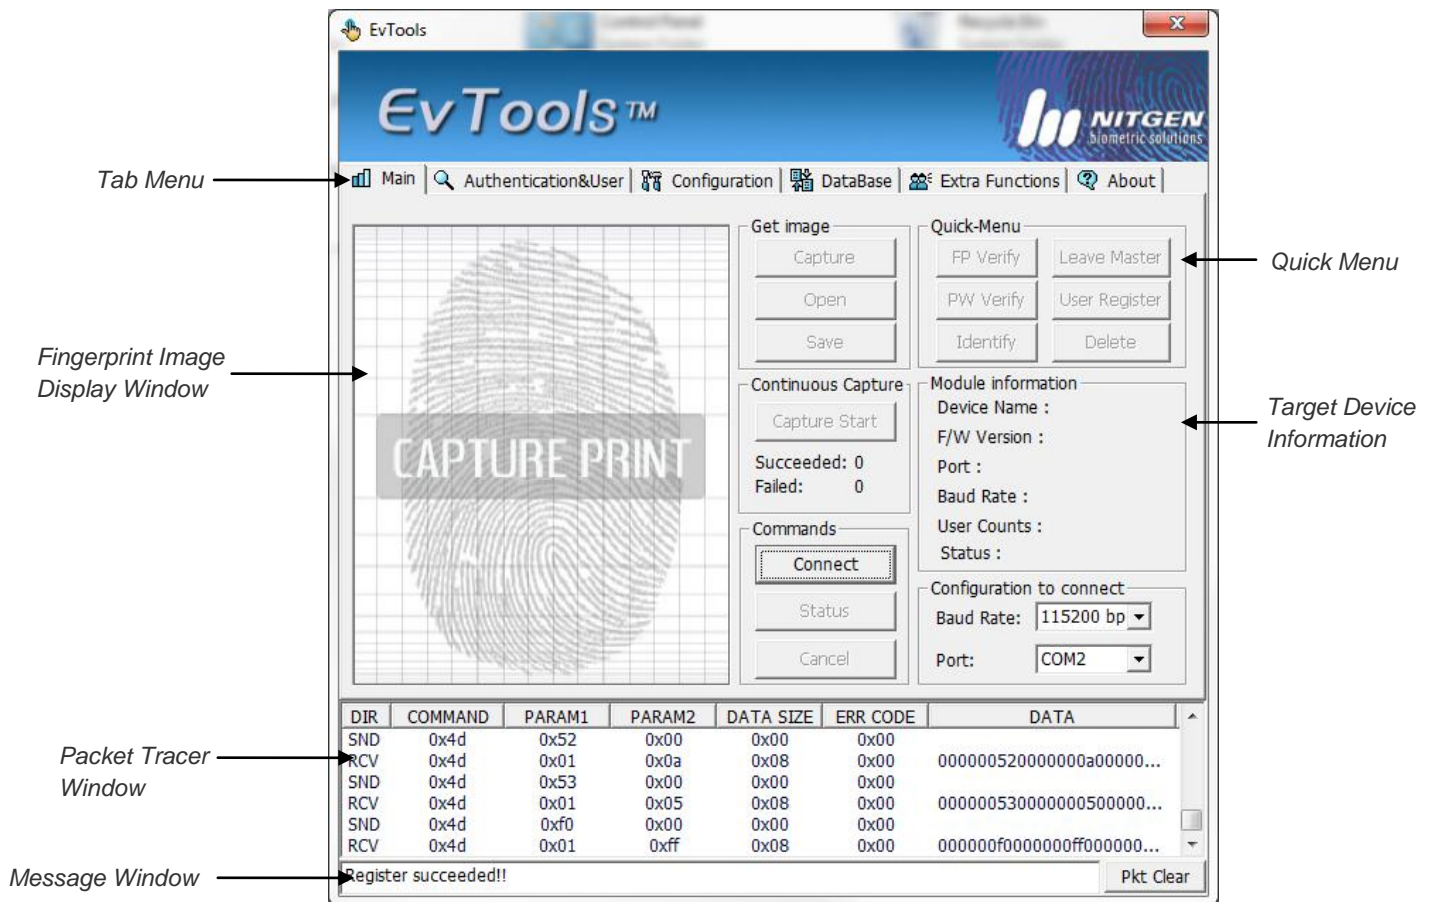 EvTools
EvTools™
NITGEN
biometric solutions
Tab Menu
Main Authentication&User Configuration DataBase Extra Functions About
Get image
Capture
Open
Save
Quick-Menu
FP Verify Leave Master
PW Verify User Register
Identify Delete
Quick Menu
Fingerprint Image
Display Window
CAPTURE PRINT
Continuous Capture
Capture Start
Succeeded: 0
Failed: 0
Module information
Device Name :
F/W Version :
Port :
Baud Rate :
User Counts :
Status :
Target Device
Information
Commands
Connect
Status
Cancel
Configuration to connect
Baud Rate: 115200 bp
Port: COM2
DIR COMMAND PARAM1 PARAM2 DATA SIZE ERR CODE DATA
SND 0x4d 0x52 0x00 0x00 0x00
RCV 0x4d 0x01 0x0a 0x08 0x00 000000520000000a00000...
SND 0x4d 0x53 0x00 0x00 0x00
RCV 0x4d 0x01 0x05 0x08 0x00 000000530000000500000...
SND 0x4d 0xf0 0x00 0x00 0x00
RCV 0x4d 0x01 0xff 0x08 0x00 000000f0000000ff000000...
Packet Tracer
Window
Message Window
Register succeeded!!
Pkt Clear